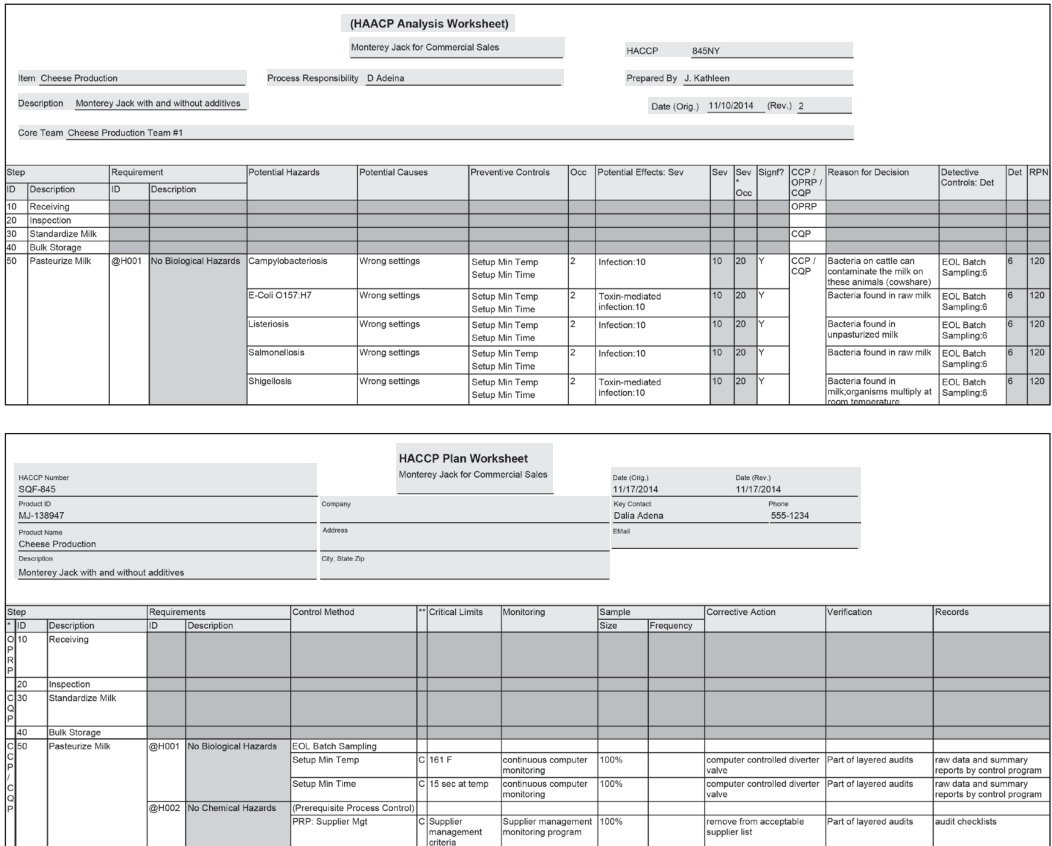 (HAACP Analysis Worksheet)
Monterey Jack for Commercial Sales
HACCP 845NY
Item Cheese Production Process Responsibility D Adeina Prepared By J. Kathleen
Description Monterey Jack with and without additives Date (Orig.) 11/10/2014 (Rev.) 2
Core Team Cheese Production Team #1
Step Requirement Potential Hazards Potential Causes Preventive Controls Occ Potential Effects: Sev Sev Sev * Occ Signf? CCP / OPRP / CQP Reason for Decision Detective Controls: Det Det RPN
ID Description ID Description
10 Receiving OPRP
20 Inspection
30 Standardize Milk CQP
40 Bulk Storage
50 Pasteurize Milk @H001 No Biological Hazards Campylobacteriosis Wrong settings Setup Min Temp 2 Infection:10 10 20 Y CCP / CQP Bacteria on cattle can EOL Batch 6 120
Setup Min Time contaminate the milk on Sampling:6
these animals (cowshare)
E-Coli O157:H7 Wrong settings Setup Min Temp 2 Toxin-mediated 10 20 Y Bacteria found in raw milk EOL Batch 6 120
Setup Min Time infection:10 Sampling:6
Listeriosis Wrong settings Setup Min Temp 2 Infection:10 10 20 Y Bacteria found in EOL Batch 6 120
Setup Min Time unpasturized milk Sampling:6
Salmonellosis Wrong settings Setup Min Temp 2 Infection:10 10 20 Y Bacteria found in raw milk EOL Batch 6 120
Setup Min Time Sampling:6
Shigellosis Wrong settings Setup Min Temp 2 Toxin-mediated 10 20 Y Bacteria found in EOL Batch 6 120
Setup Min Time infection:10 milk;organisms multiply at Sampling:6
room temperature
HACCP Plan Worksheet
Monterey Jack for Commercial Sales
HACCP Number Date (Orig.) Date (Rev.)
SQF-845 11/17/2014 11/17/2014
Product ID Company Key Contact Phone
MJ-138947 Dalia Adena 555-1234
Product Name Address EMail
Cheese Production
Description City, State Zip
Monterey Jack with and without additives
Step Requirements Control Method ** Critical Limits Monitoring Sample Corrective Action Verification Records
* ID Description ID Description Size Frequency
OPRP 10 Receiving
20 Inspection
CQP 30 Standardize Milk
40 Bulk Storage
CCP/CQP 50 Pasteurize Milk @H001 No Biological Hazards EOL Batch Sampling
Setup Min Temp C 161 F continuous computer 100% computer controlled diverter Part of layered audits raw data and summary
monitoring valve reports by control program
Setup Min Time C 15 sec at temp continuous computer 100% computer controlled diverter Part of layered audits raw data and summary
monitoring valve reports by control program
@H002 No Chemical Hazards (Prerequisite Process Control)
PRP: Supplier Mgt C Supplier Supplier management 100% remove from acceptable Part of layered audits audit checklists
management monitoring program supplier list
criteria